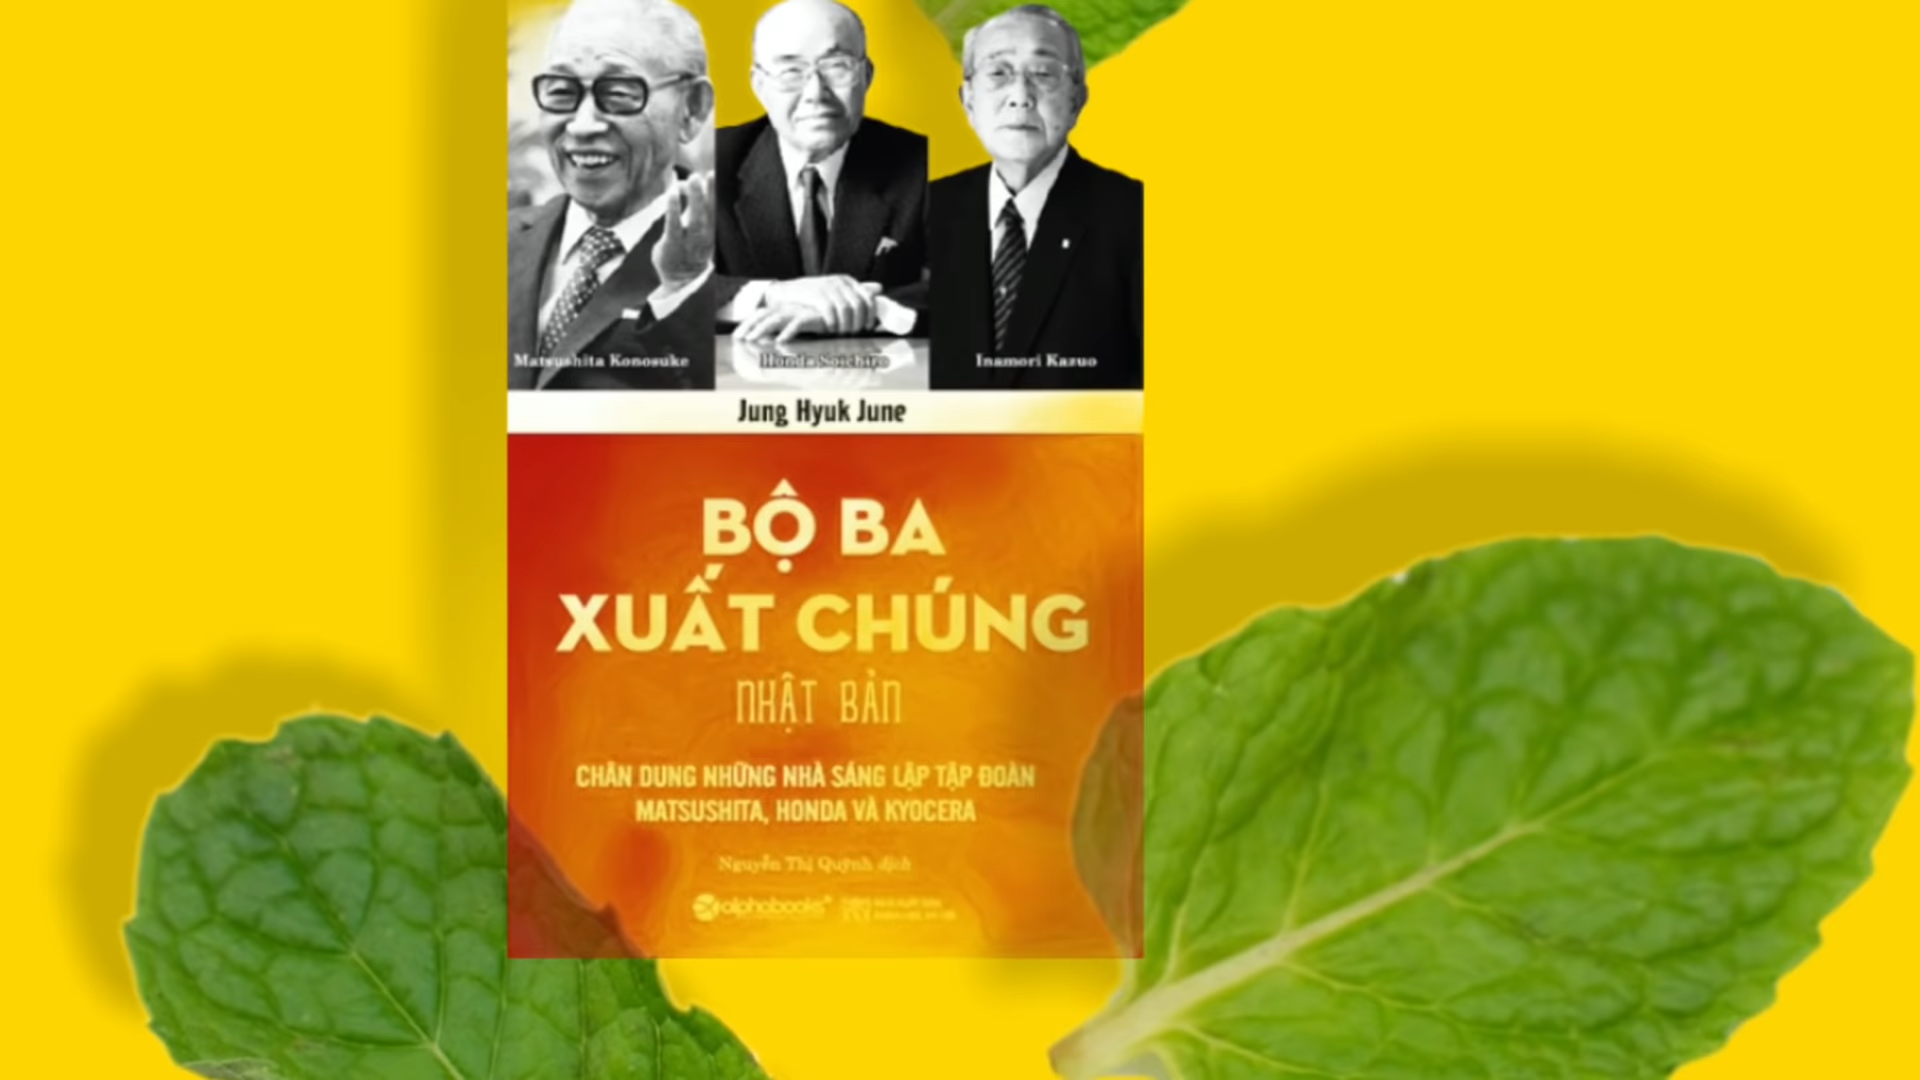 Matsushita Konosuke
Honda Soichiro
Inamori Kazuo
Jung Hyuk June
BỘ BA
XUẤT CHÚNG
NHẬT BẢN
CHÂN DUNG NHỮNG NHÀ SÁNG LẬP TẬP ĐOÀN
MATSUSHITA, HONDA VÀ KYOCERA
Nguyễn Thị Quỳnh dịch
alphabooks